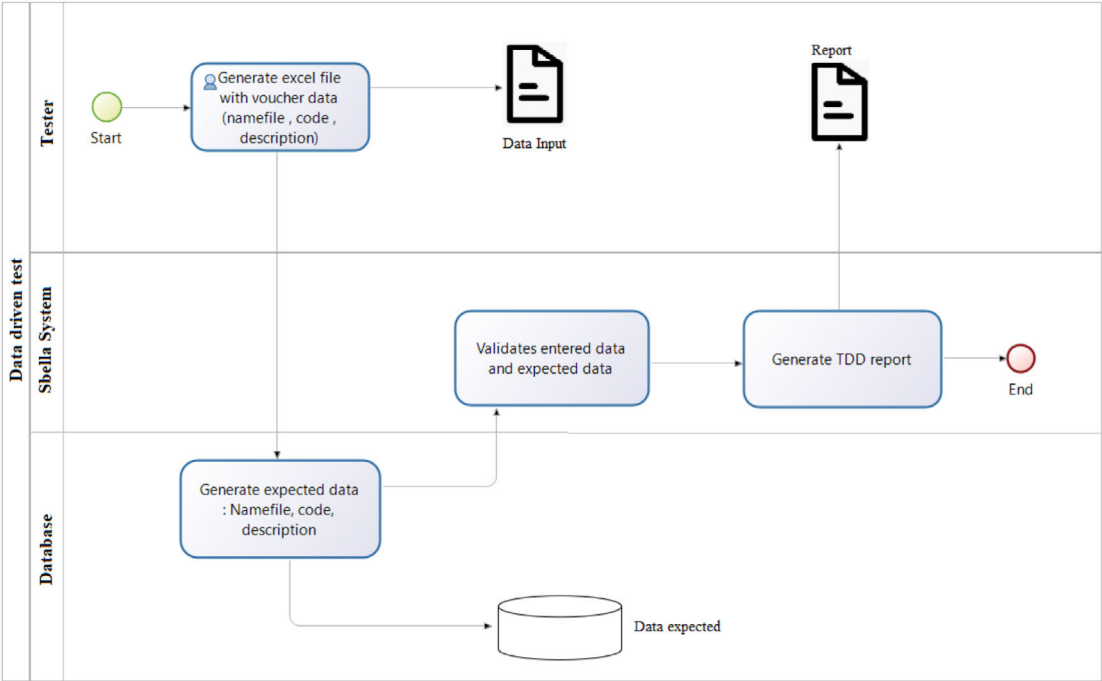 Data driven test
Tester
Start
Generate excel file
with voucher data
(namefile , code ,
description)
Data Input
Report
Sbella System
Validates entered data
and expected data
Generate TDD report
End
Database
Generate expected data
: Namefile, code,
description
Data expected